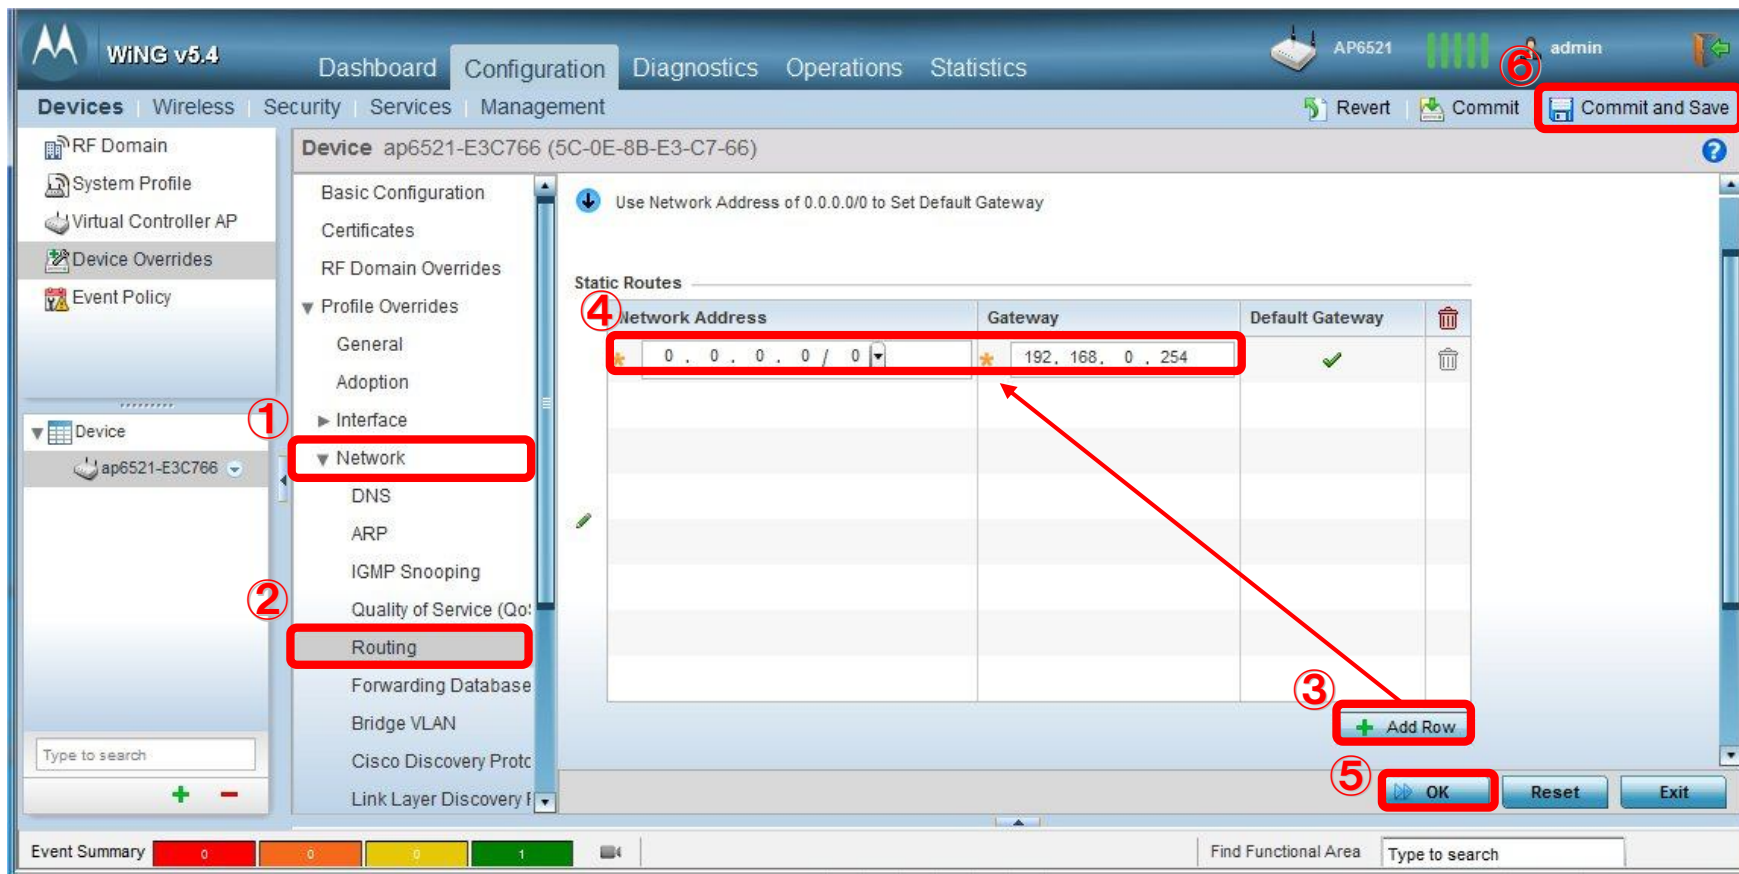 WiNG v5.4
Dashboard Configuration Diagnostics Operations Statistics
AP6521
⑥
admin
Devices Wireless Security Services Management
Revert Commit Commit and Save
RF Domain
System Profile
Virtual Controller AP
Device Overrides
Event Policy
Device ap6521-E3C766 (5C-0E-8B-E3-C7-66)
Basic Configuration
Certificates
RF Domain Overrides
Profile Overrides
General
Adoption
Interface
①
Network
DNS
ARP
IGMP Snooping
Quality of Service (QoS
②
Routing
Forwarding Database
Bridge VLAN
Cisco Discovery Protc
Link Layer Discovery
Device
ap6521-E3C766
Type to search
Use Network Address of 0.0.0.0/0 to Set Default Gateway
Static Routes
④
Network Address Gateway Default Gateway
* 0 . 0 . 0 . 0 / 0 * 192. 168. 0 . 254
③
Add Row
⑤
OK Reset Exit
Event Summary 0 0 0 1
Find Functional Area Type to search